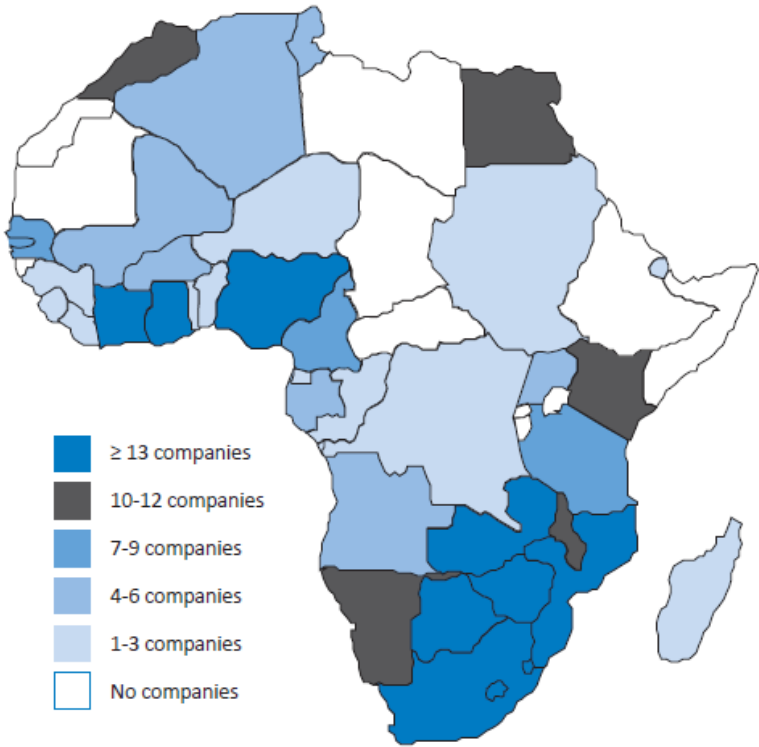 ≥ 13 companies
10-12 companies
7-9 companies
4-6 companies
1-3 companies
No companies